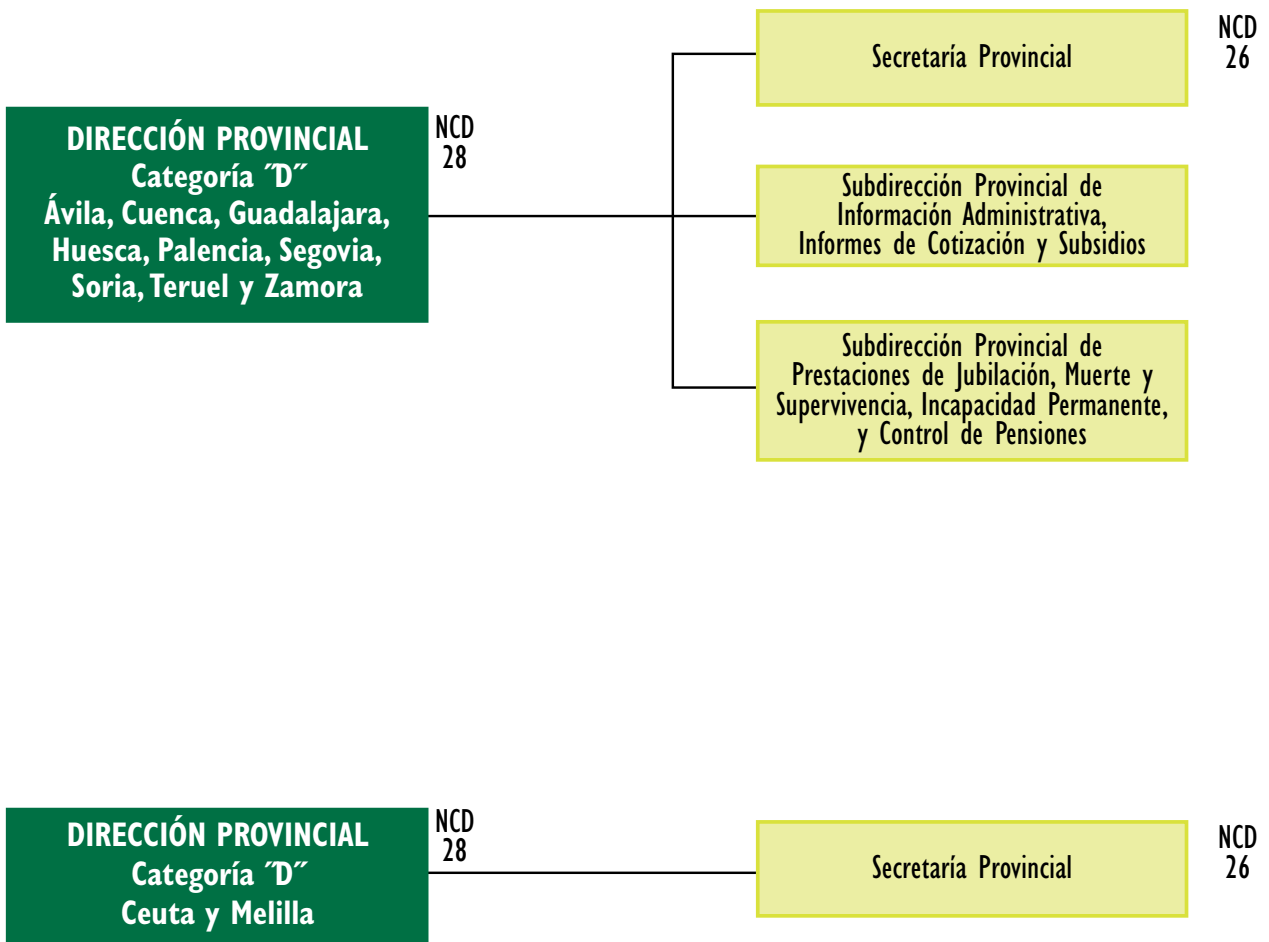 DIRECCIÓN PROVINCIAL
Categoría ˝D˝
Ávila, Cuenca, Guadalajara,
Huesca, Palencia, Segovia,
Soria, Teruel y Zamora
NCD
28
Secretaría Provincial
NCD
26
Subdirección Provincial de
Información Administrativa,
Informes de Cotización y Subsidios
Subdirección Provincial de
Prestaciones de Jubilación, Muerte y
Supervivencia, Incapacidad Permanente,
y Control de Pensiones
DIRECCIÓN PROVINCIAL
Categoría ˝D˝
Ceuta y Melilla
NCD
28
Secretaría Provincial
NCD
26